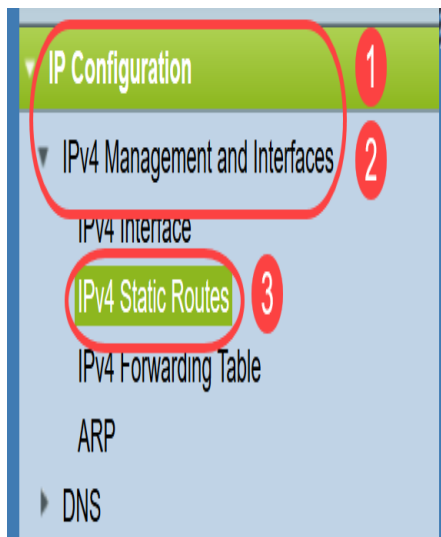 IP Configuration 1
IPv4 Management and Interfaces 2
IPv4 Interface
IPv4 Static Routes 3
IPv4 Forwarding Table
ARP
DNS